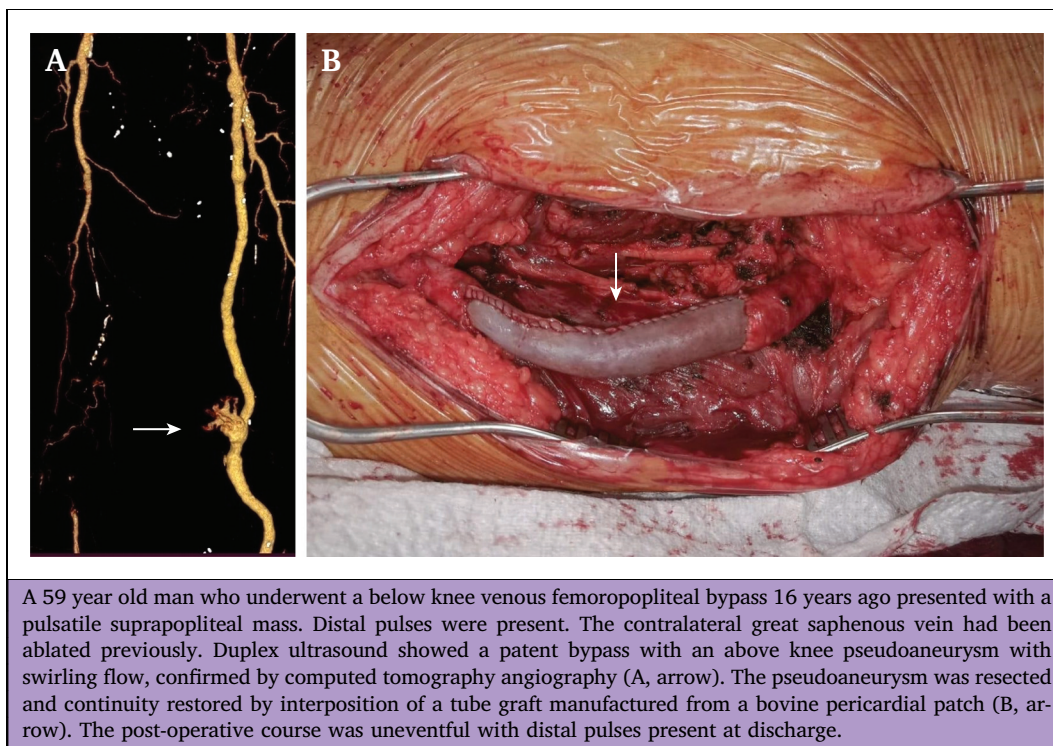 A
B
A 59 year old man who underwent a below knee venous femoropopliteal bypass 16 years ago presented with a
pulsatile suprapopliteal mass. Distal pulses were present. The contralateral great saphenous vein had been
ablated previously. Duplex ultrasound showed a patent bypass with an above knee pseudoaneurysm with
swirling flow, confirmed by computed tomography angiography (A, arrow). The pseudoaneurysm was resected
and continuity restored by interposition of a tube graft manufactured from a bovine pericardial patch (B, ar-
row). The post-operative course was uneventful with distal pulses present at discharge.